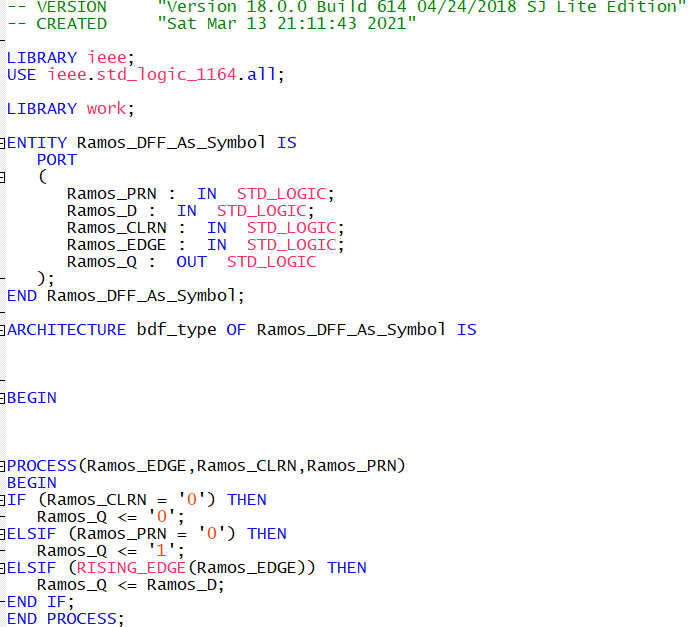 -- VERSION     "Version 18.0.0 Build 614 04/24/2018 SJ Lite Edition"
-- CREATED     "Sat Mar 13 21:11:43 2021"
LIBRARY ieee;
USE ieee.std_logic_1164.all;
LIBRARY work;
ENTITY Ramos_DFF_As_Symbol IS
   PORT
   (
      Ramos_PRN :  IN  STD_LOGIC;
      Ramos_D :  IN  STD_LOGIC;
      Ramos_CLRN :  IN  STD_LOGIC;
      Ramos_EDGE :  IN  STD_LOGIC;
      Ramos_Q :  OUT  STD_LOGIC
   );
END Ramos_DFF_As_Symbol;
ARCHITECTURE bdf_type OF Ramos_DFF_As_Symbol IS
BEGIN
PROCESS(Ramos_EDGE,Ramos_CLRN,Ramos_PRN)
BEGIN
IF (Ramos_CLRN = '0') THEN
   Ramos_Q <= '0';
ELSIF (Ramos_PRN = '0') THEN
   Ramos_Q <= '1';
ELSIF (RISING_EDGE(Ramos_EDGE)) THEN
   Ramos_Q <= Ramos_D;
END IF;
END PROCESS;